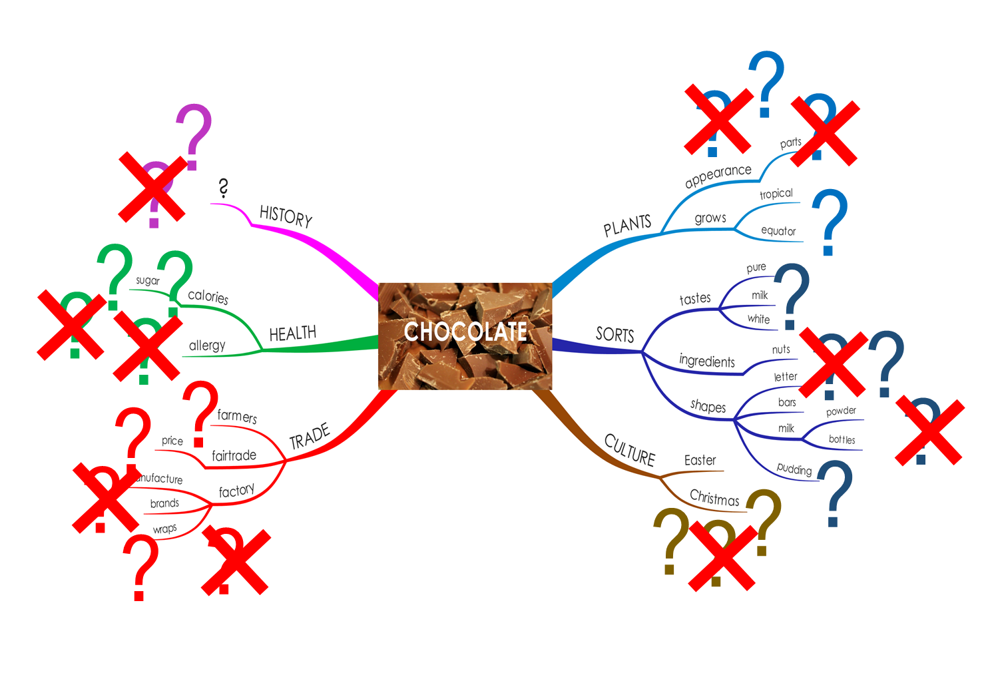 CHOCOLATE
HISTORY
?
?
?
HEALTH
calories
sugar
allergy
?
?
?
?
TRADE
farmers
fairtrade
price
factory
anufacture
brands
wraps
?
?
?
?
?
PLANTS
appearance
parts
grows
tropical
equator
?
?
?
?
SORTS
tastes
pure
milk
white
ingredients
nuts
shapes
letter
bars
milk
powder
bottles
pudding
?
?
?
?
?
CULTURE
Easter
Christmas
?
?
?